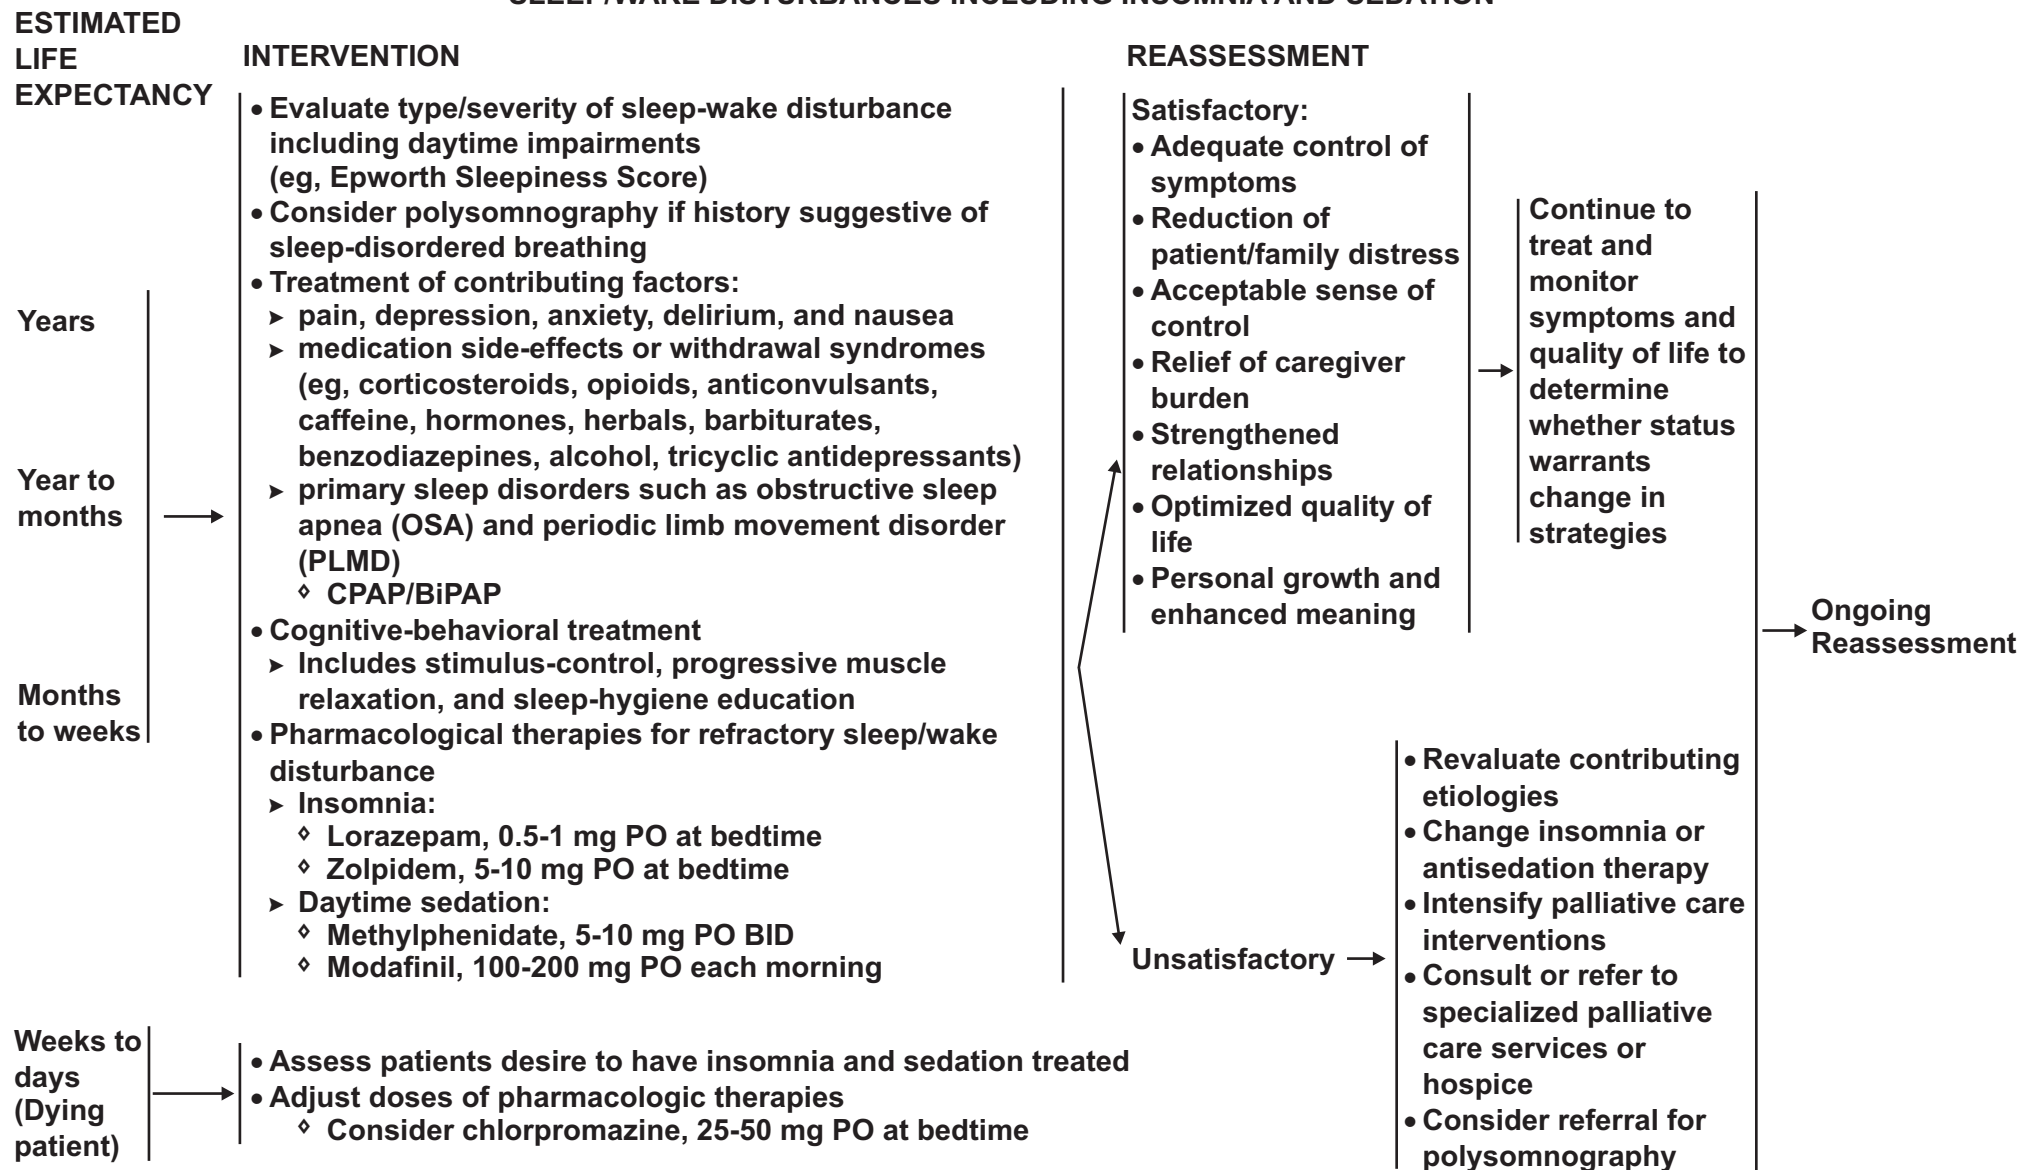 SLEEP/WAKE DISTURBANCES INCLUDING INSOMNIA AND SEDATION
ESTIMATED
LIFE
EXPECTANCY
INTERVENTION
REASSESSMENT
Years
Year to
months
Months
to weeks
• Evaluate type/severity of sleep-wake disturbance
including daytime impairments
(eg, Epworth Sleepiness Score)
• Consider polysomnography if history suggestive of
sleep-disordered breathing
• Treatment of contributing factors:
➤ pain, depression, anxiety, delirium, and nausea
➤ medication side-effects or withdrawal syndromes
(eg, corticosteroids, opioids, anticonvulsants,
caffeine, hormones, herbals, barbiturates,
benzodiazepines, alcohol, tricyclic antidepressants)
➤ primary sleep disorders such as obstructive sleep
apnea (OSA) and periodic limb movement disorder
(PLMD)
◊ CPAP/BiPAP
• Cognitive-behavioral treatment
➤ Includes stimulus-control, progressive muscle
relaxation, and sleep-hygiene education
• Pharmacological therapies for refractory sleep/wake
disturbance
➤ Insomnia:
◊ Lorazepam, 0.5-1 mg PO at bedtime
◊ Zolpidem, 5-10 mg PO at bedtime
➤ Daytime sedation:
◊ Methylphenidate, 5-10 mg PO BID
◊ Modafinil, 100-200 mg PO each morning
Satisfactory:
• Adequate control of
symptoms
• Reduction of
patient/family distress
• Acceptable sense of
control
• Relief of caregiver
burden
• Strengthened
relationships
• Optimized quality of
life
• Personal growth and
enhanced meaning
Continue to
treat and
monitor
symptoms and
quality of life to
determine
whether status
warrants
change in
strategies
Unsatisfactory
• Revaluate contributing
etiologies
• Change insomnia or
antisedation therapy
• Intensify palliative care
interventions
• Consult or refer to
specialized palliative
care services or
hospice
• Consider referral for
polysomnography
Ongoing
Reassessment
Weeks to
days
(Dying
patient)
• Assess patients desire to have insomnia and sedation treated
• Adjust doses of pharmacologic therapies
◊ Consider chlorpromazine, 25-50 mg PO at bedtime